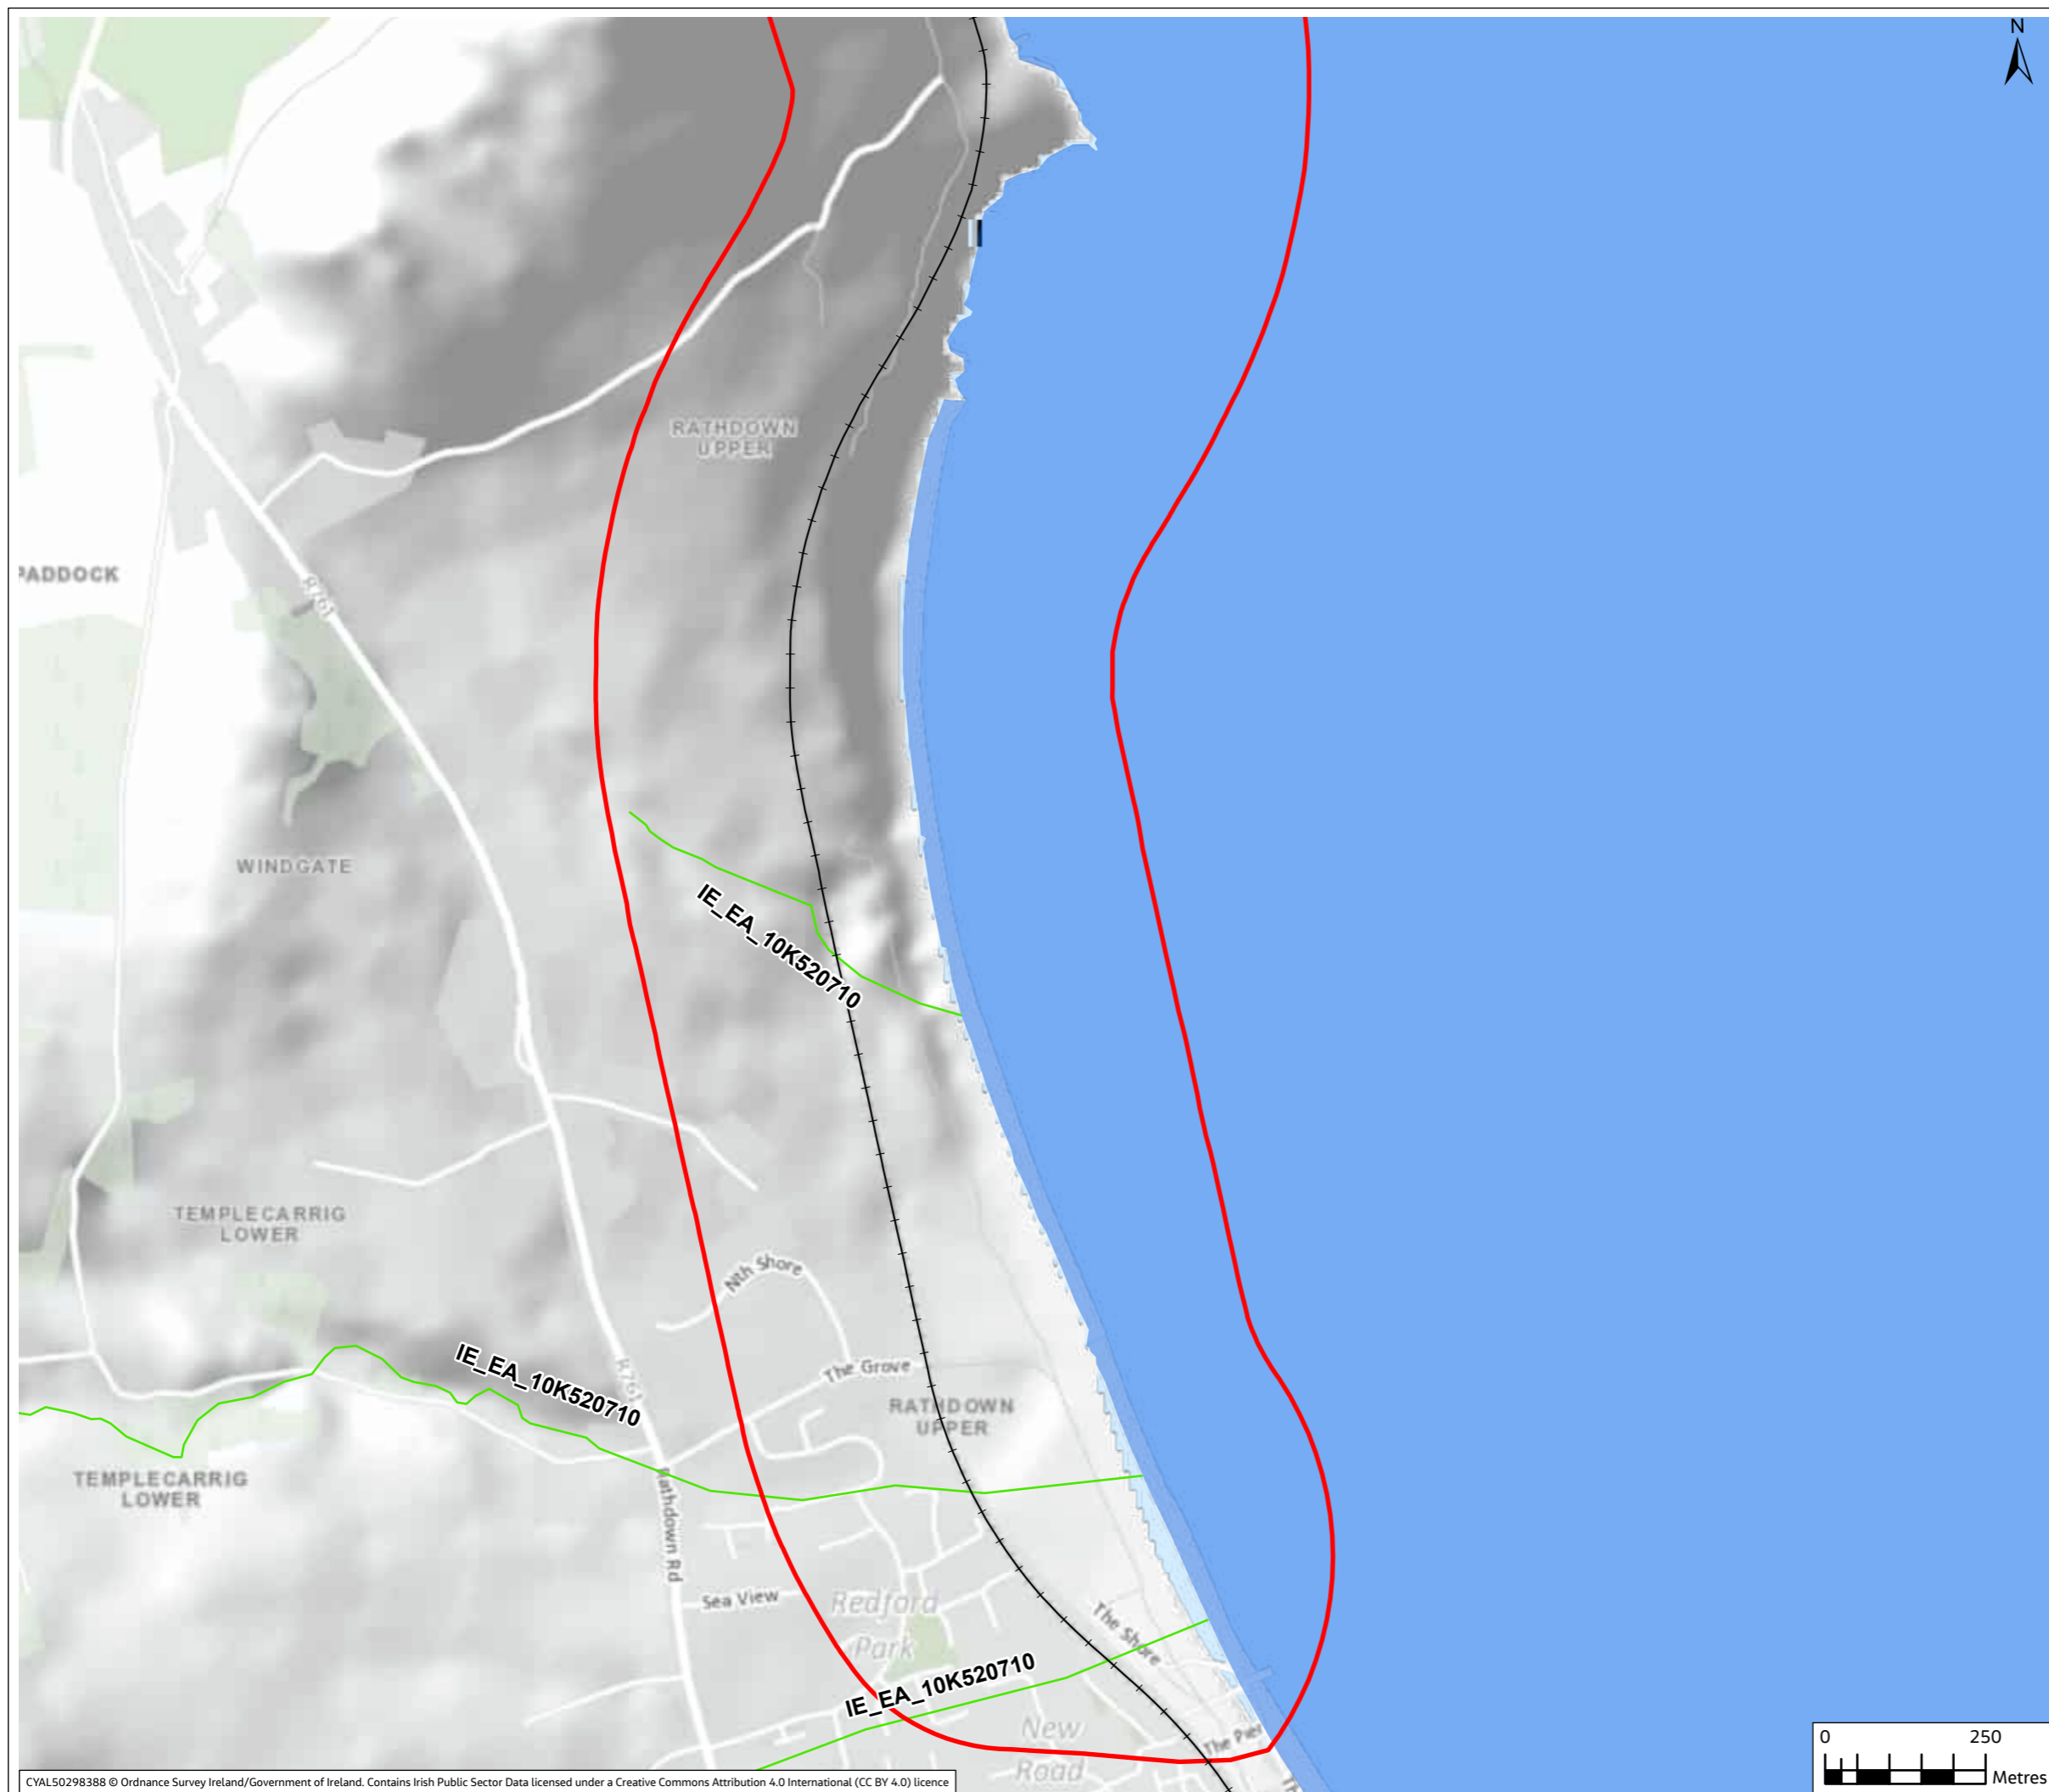 N
RATHDOWN
UPPER
PADDOCK
R761
WINDGATE
IE_EA_10K520710
TEMPLECARRIG
LOWER
Nth Shore
IE_EA_10K520710
R761
The Grove
RATHDOWN
UPPER
TEMPLECARRIG
LOWER
Rathdown Rd
Sea View
Redford
Park
The Shore
IE_EA_10K520710
New
Road
The Pier
0 250
Metres
CYAL50298388 © Ordnance Survey Ireland/Government of Ireland. Contains Irish Public Sector Data licensed under a Creative Commons Attribution 4.0 International (CC BY 4.0) licence